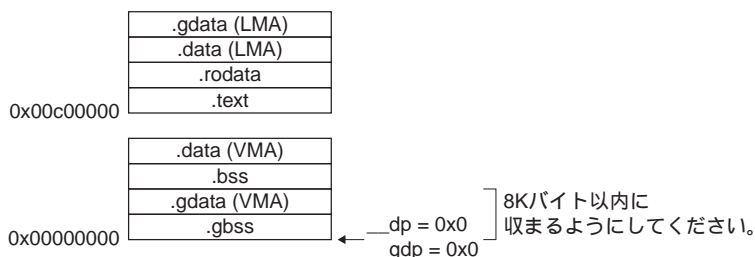 .gdata (LMA)
.data (LMA)
.rodata
.text
0x00c00000
.data (VMA)
.bss
.gdata (VMA)
.gbss
0x00000000
__dp = 0x0
gdp = 0x0
8Kバイト以内に
収まるようにしてください。